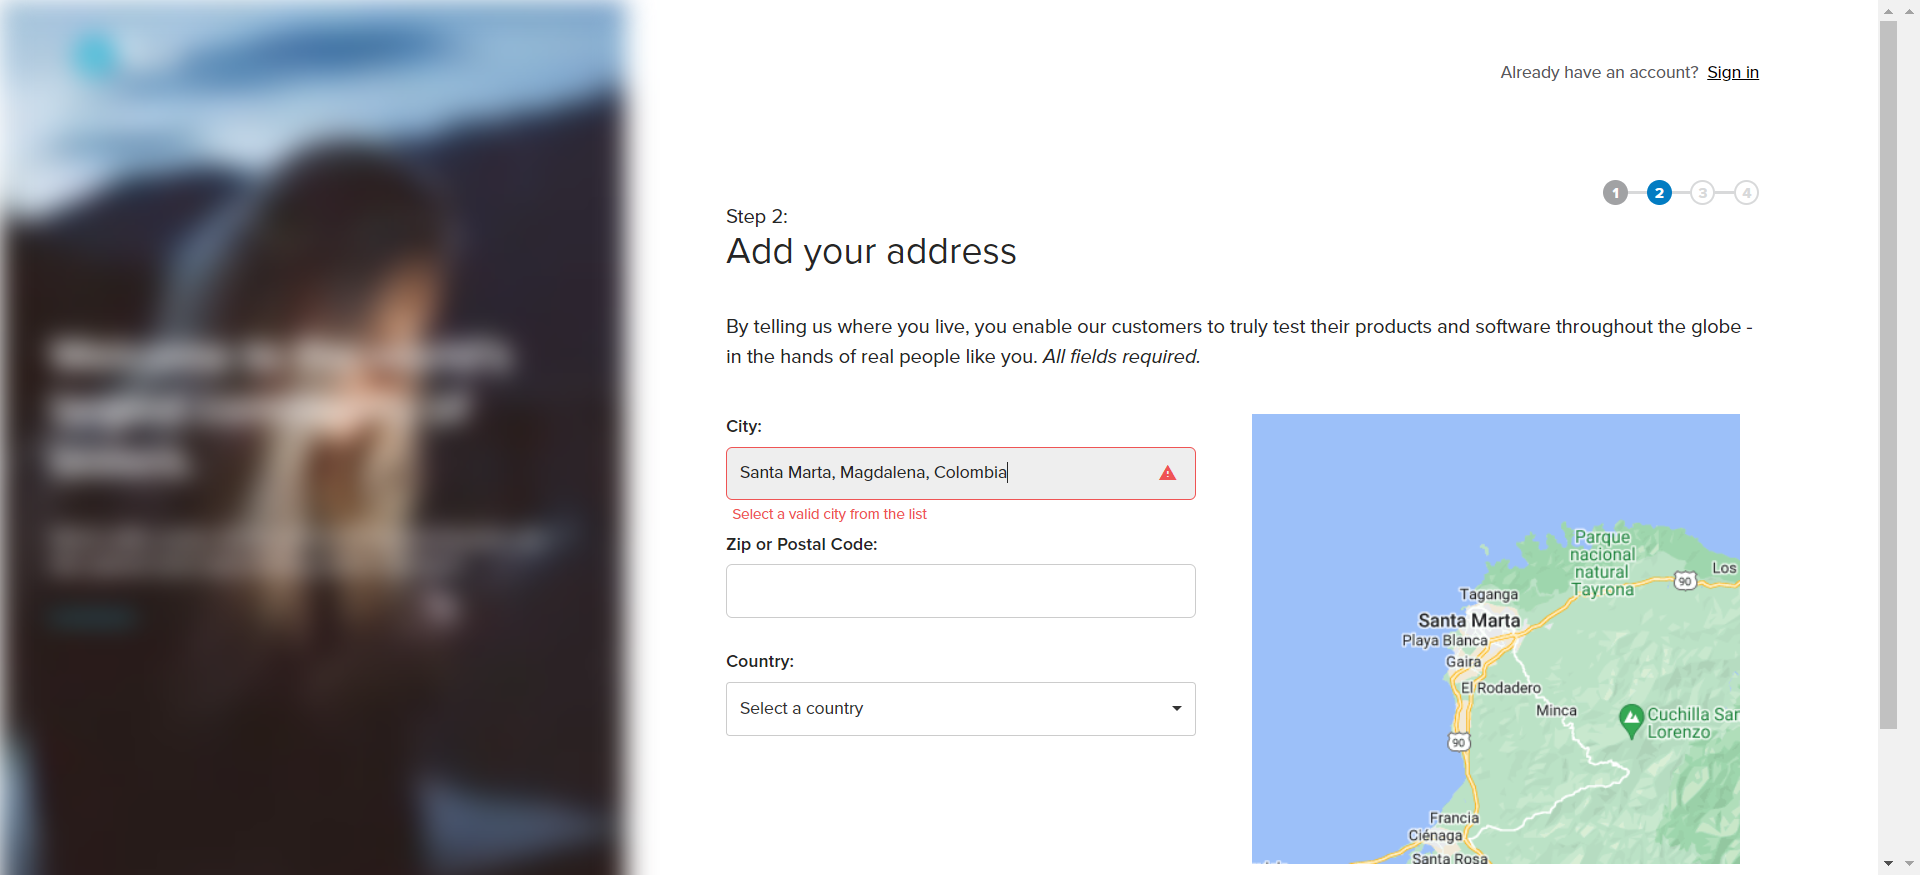 Already have an account? Sign in
1 2 3 4
Step 2:
Add your address
By telling us where you live, you enable our customers to truly test their products and software throughout the globe -
in the hands of real people like you. All fields required.
City:
Santa Marta, Magdalena, Colombia
Select a valid city from the list
Zip or Postal Code:
Country:
Select a country
Parque
nacional
natural
Tayrona
Los
90
Taganga
Santa Marta
Playa Blanca
Gaira
El Rodadero
Minca
Cuchilla Sar
Lorenzo
90
Francia
Ciénaga
Santa Rosa